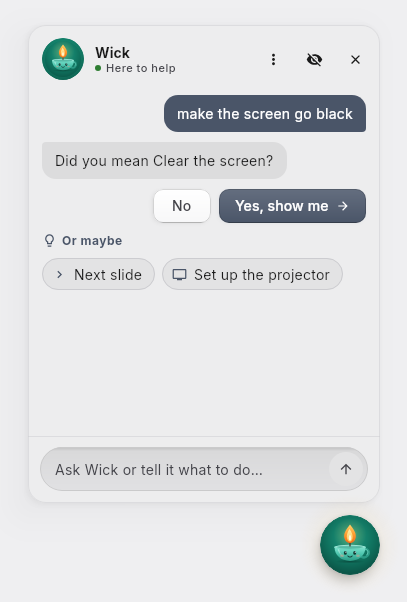 Wick
Here to help
make the screen go black
Did you mean Clear the screen?
No
Yes, show me
Or maybe
Next slide
Set up the projector
Ask Wick or tell it what to do...